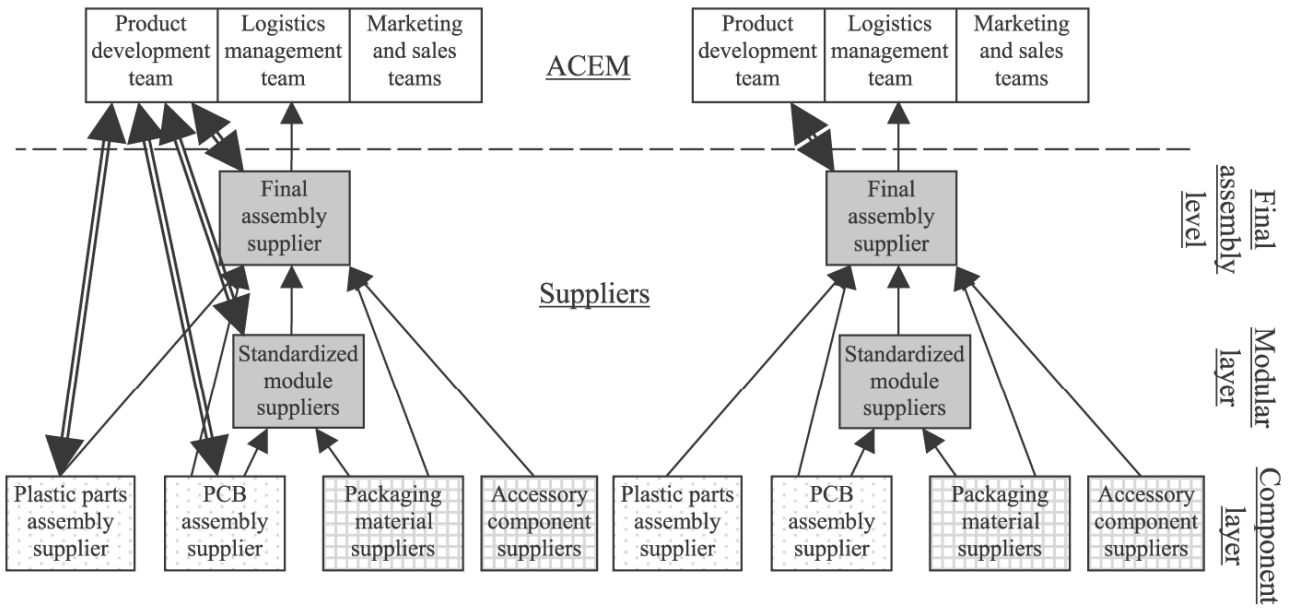 Product
development
team
Logistics
management
team
Marketing
and sales
teams
ACEM
Product
development
team
Logistics
management
team
Marketing
and sales
teams
Final
assembly
supplier
Final
assembly
supplier
Final
assembly
level
Suppliers
Standardized
module
suppliers
Standardized
module
suppliers
Modular
layer
Plastic parts
assembly
supplier
PCB
assembly
supplier
Packaging
material
suppliers
Accessory
component
suppliers
Plastic parts
assembly
supplier
PCB
assembly
supplier
Packaging
material
suppliers
Accessory
component
suppliers
Component
layer